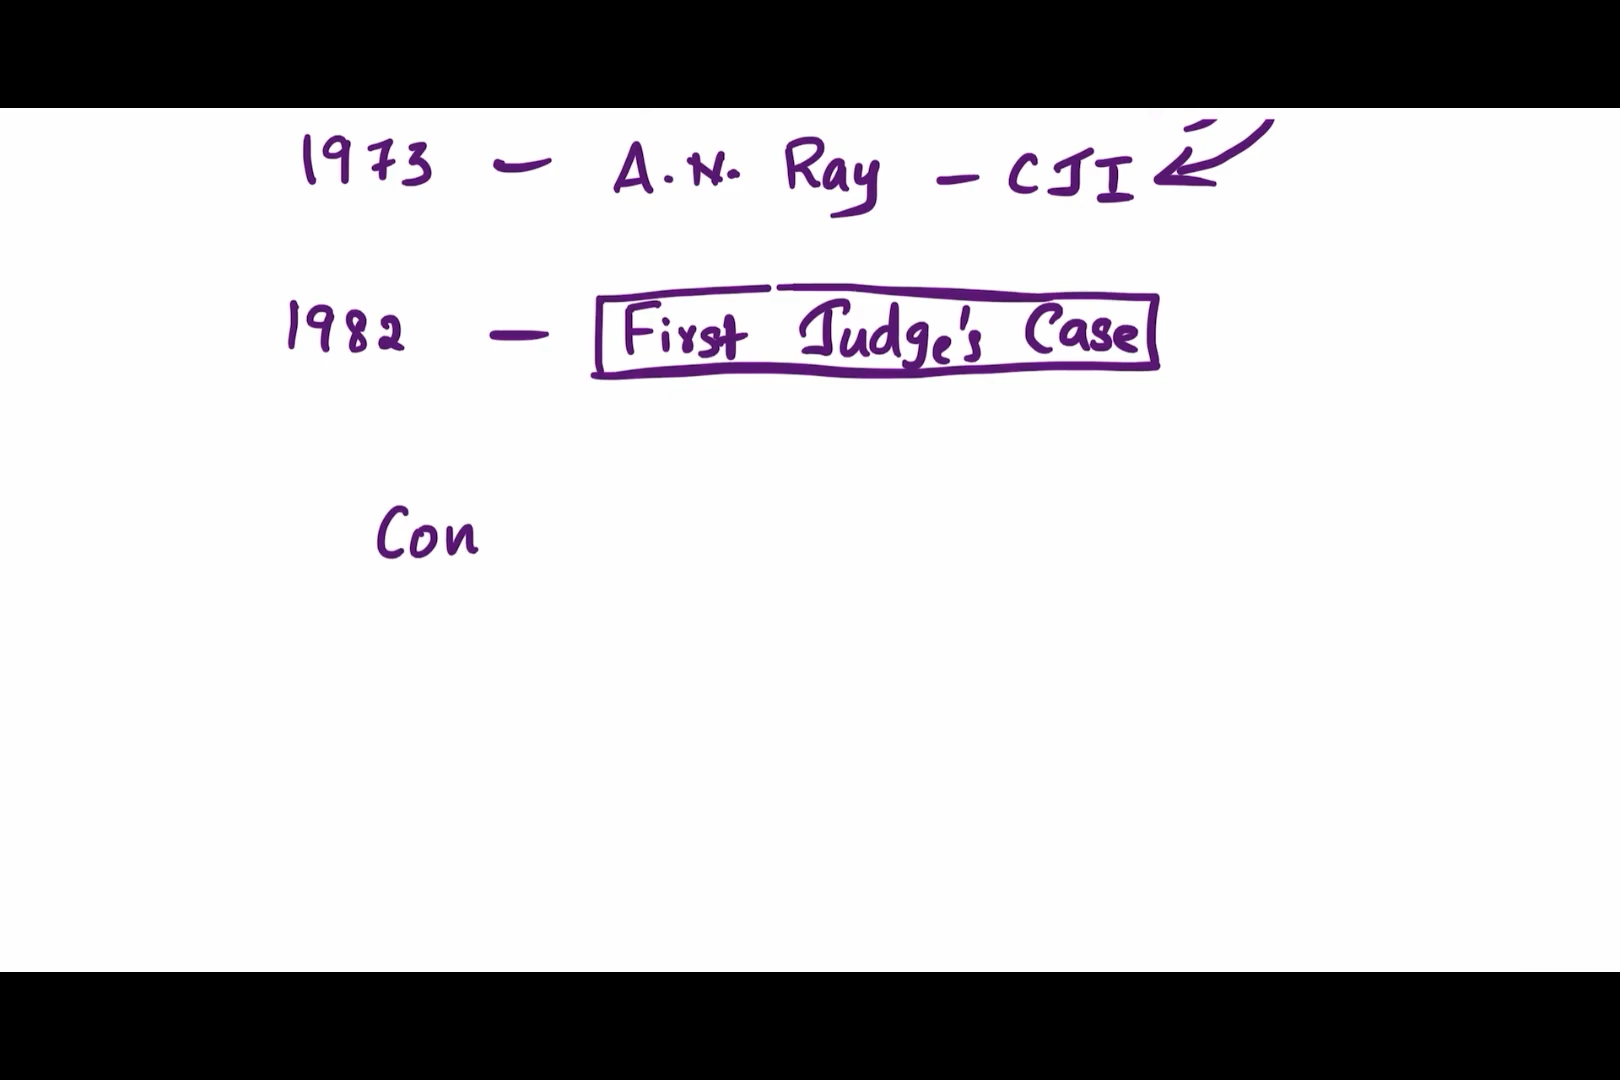 1973 - A.N. Ray - CJI
1982 - First Judge's Case
Con